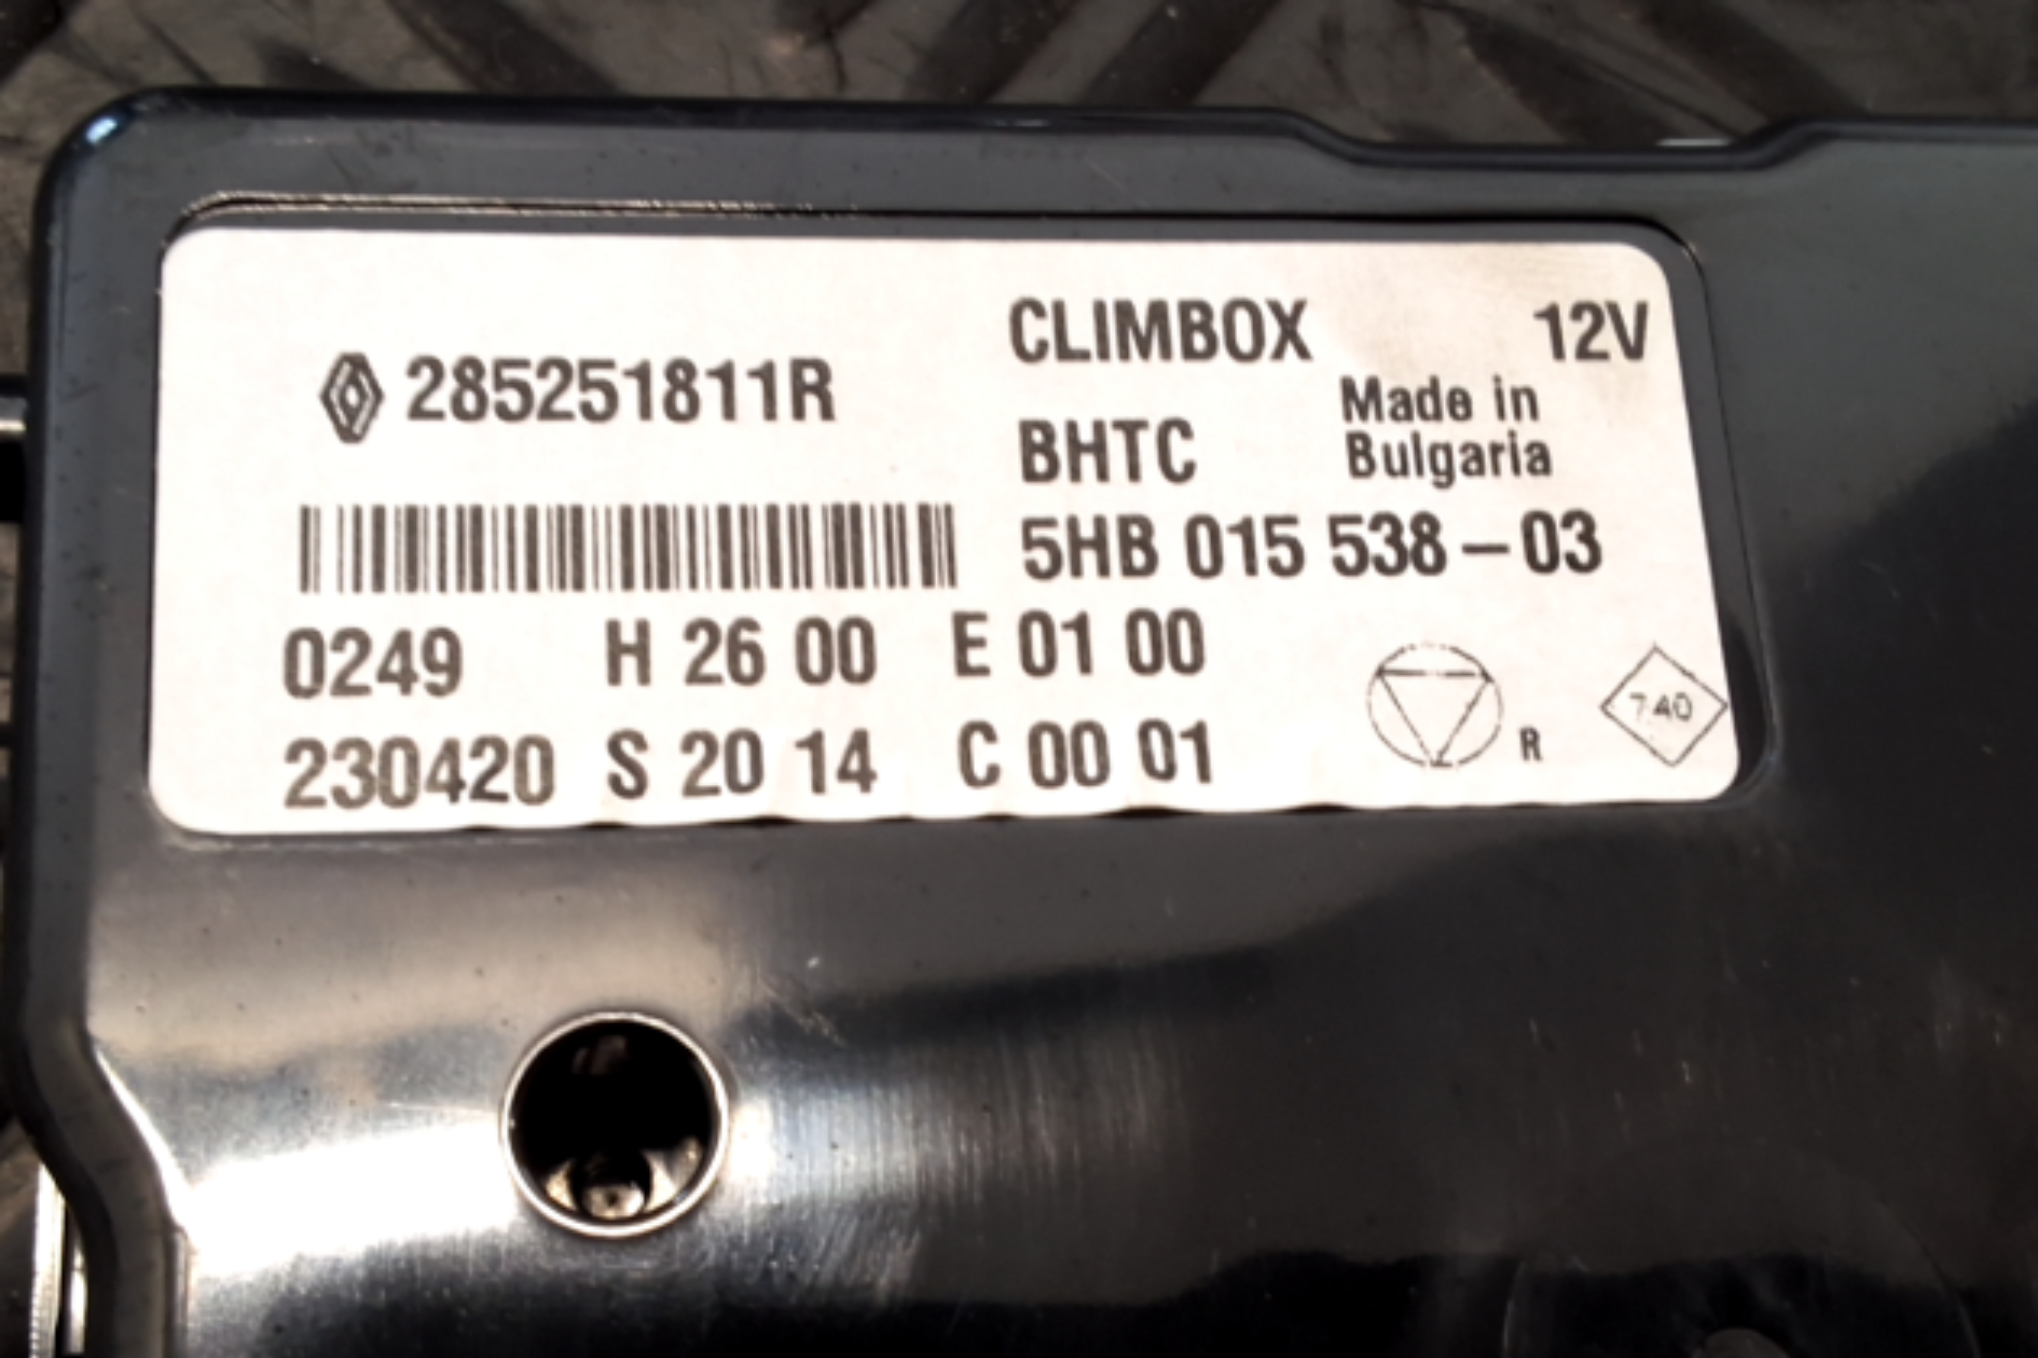 CLIMBOX 12V
285251811R
Made in
Bulgaria
BHTC
5HB 015 538-03
0249 H 26 00 E 01 00
230420 S 20 14 C 00 01
R
740